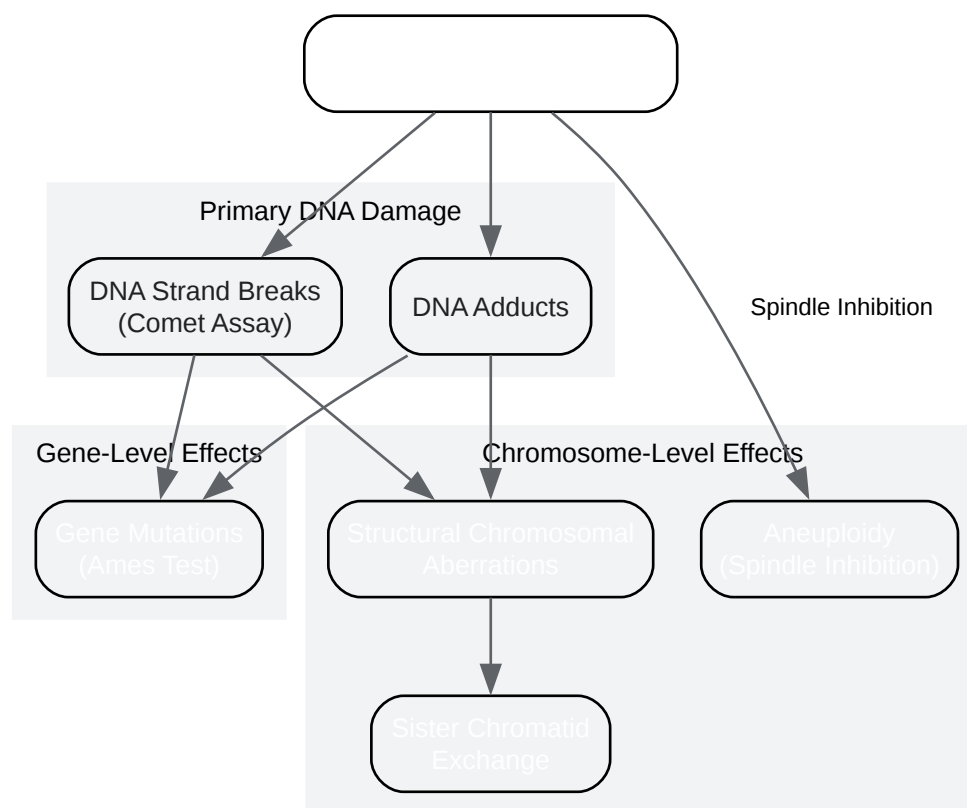 Primary DNA Damage
DNA Strand Breaks
(Comet Assay)
DNA Adducts
Spindle Inhibition
Gene-Level Effects
Chromosome-Level Effects
Gene Mutations
(Ames Test)
Structural Chromosomal
Aberrations
Aneuploidy
(Spindle Inhibition)
Sister Chromatid
Exchange